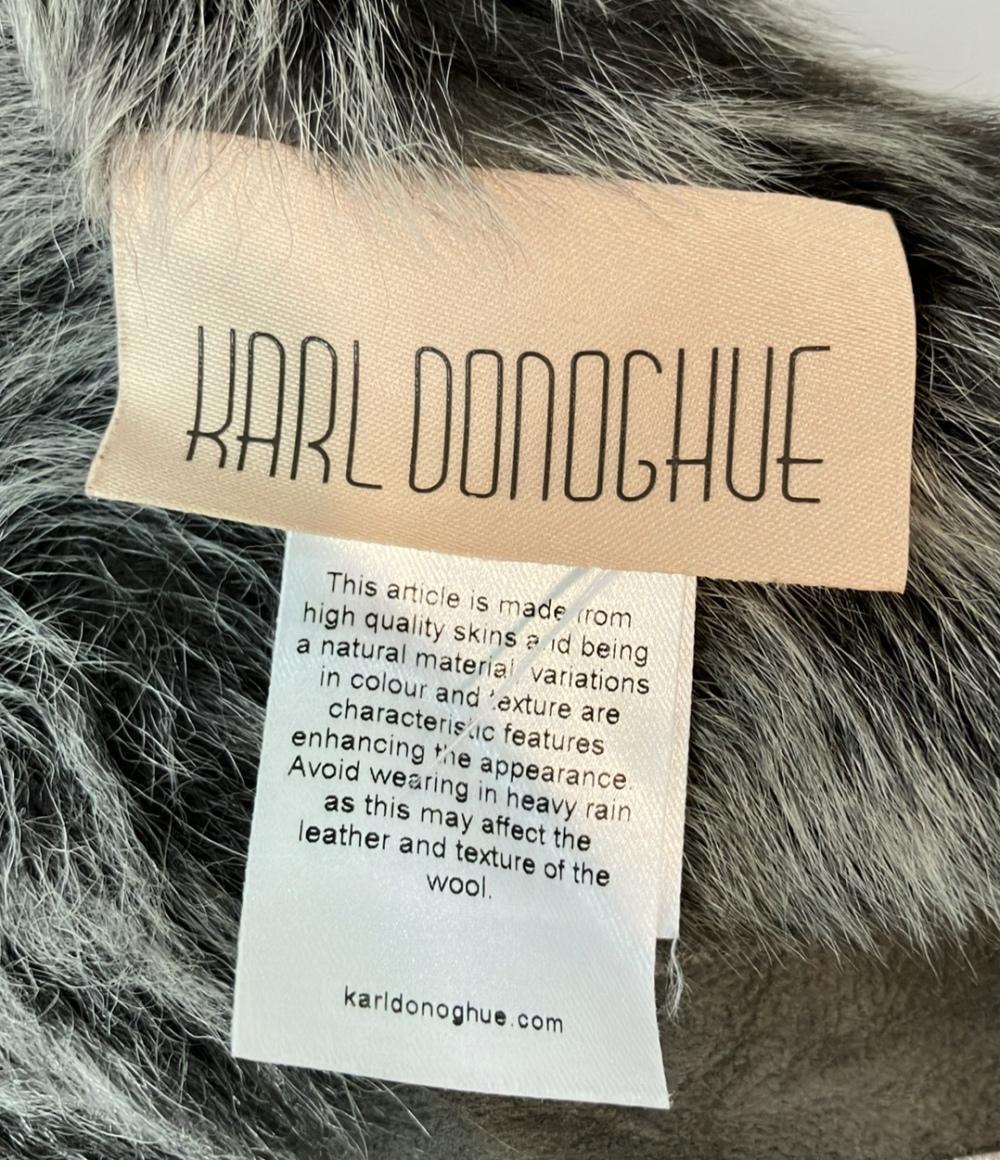 KARL DONOGHUE
This article is made from
high quality skins and being
a natural material, variations
in colour and texture are
characteristic features
enhancing the appearance.
Avoid wearing in heavy rain
as this may affect the
leather and texture of the
wool.
karldonoghue.com